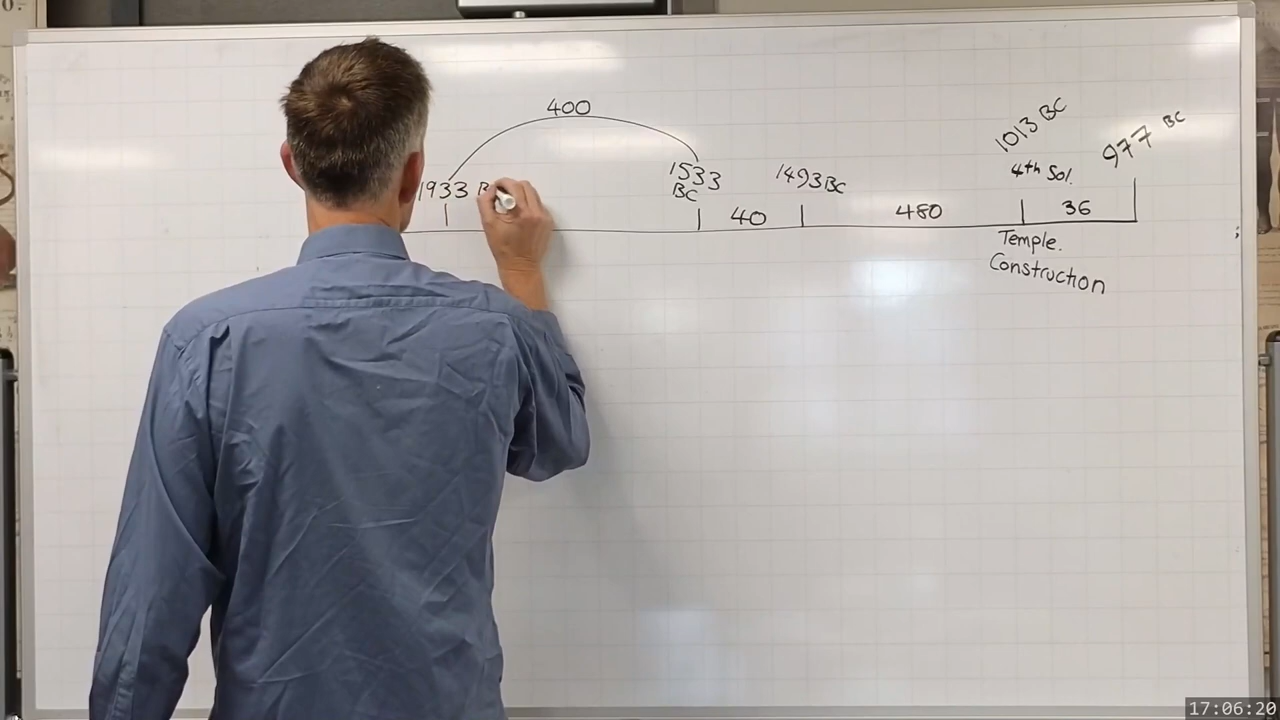 400
1013 BC
977 BC
4th Sol.
1933 B
1533
BC
1493 BC
40
480
36
Temple.
Construction
17:06:20